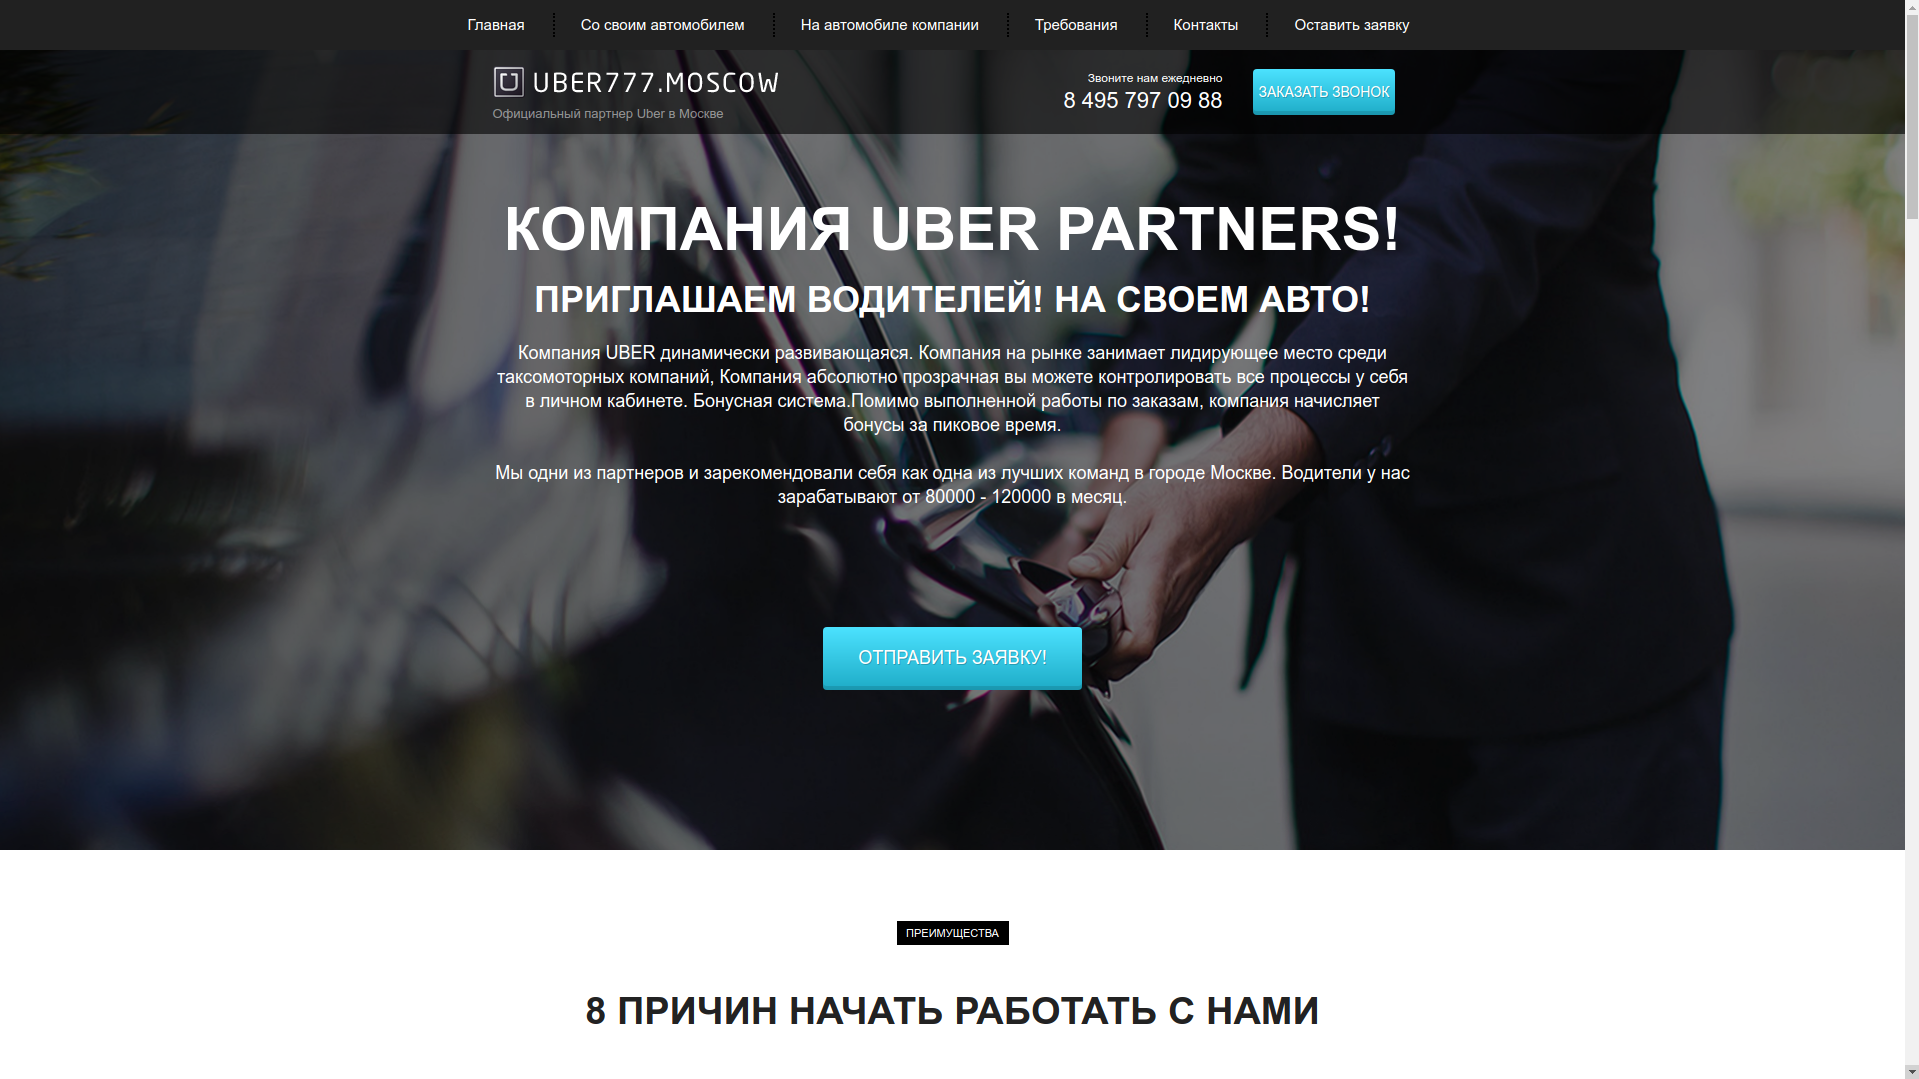 Главная
Со своим автомобилем
На автомобиле компании
Требования
Контакты
Оставить заявку
UBER777.MOSCOW
Официальный партнер Uber в Москве
Звоните нам ежедневно
8 495 797 09 88
ЗАКАЗАТЬ ЗВОНОК
КОМПАНИЯ UBER PARTNERS!
ПРИГЛАШАЕМ ВОДИТЕЛЕЙ! НА СВОЕМ АВТО!
Компания UBER динамически развивающаяся. Компания на рынке занимает лидирующее место среди
таксомоторных компаний, Компания абсолютно прозрачная вы можете контролировать все процессы у себя
в личном кабинете. Бонусная система.Помимо выполненной работы по заказам, компания начисляет
бонусы за пиковое время.
Мы одни из партнеров и зарекомендовали себя как одна из лучших команд в городе Москве. Водители у нас
зарабатывают от 80000 - 120000 в месяц.
ОТПРАВИТЬ ЗАЯВКУ!
ПРЕИМУЩЕСТВА
8 ПРИЧИН НАЧАТЬ РАБОТАТЬ С НАМИ